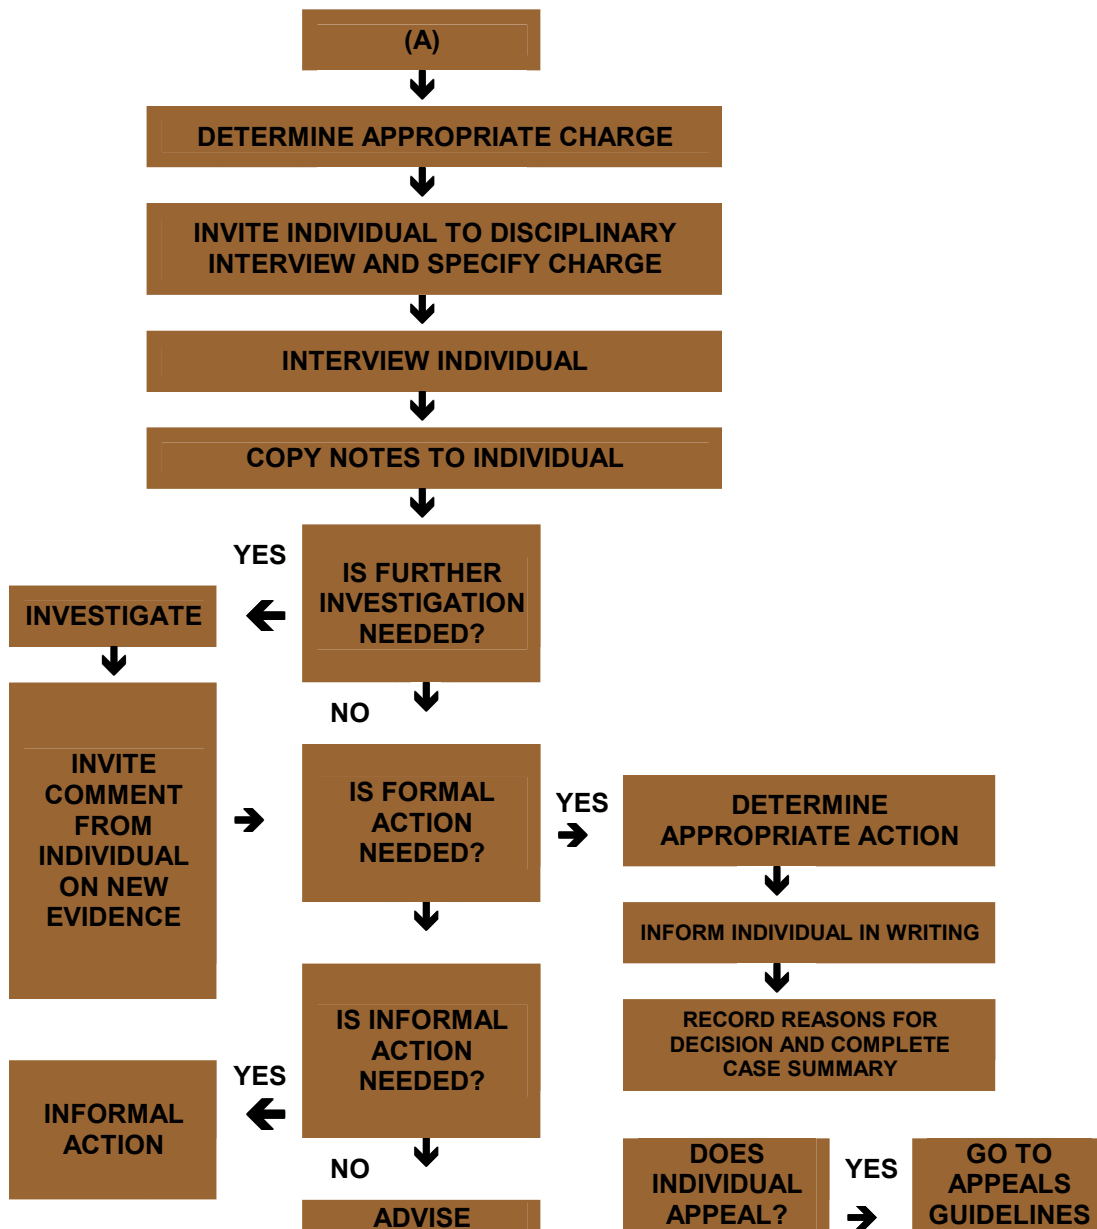 (A)
DETERMINE APPROPRIATE CHARGE
INVITE INDIVIDUAL TO DISCIPLINARY
INTERVIEW AND SPECIFY CHARGE
INTERVIEW INDIVIDUAL
COPY NOTES TO INDIVIDUAL
YES
IS FURTHER
INVESTIGATION
NEEDED?
INVESTIGATE
NO
INVITE
COMMENT
FROM
INDIVIDUAL
ON NEW
EVIDENCE
IS FORMAL
ACTION
NEEDED?
YES
DETERMINE
APPROPRIATE ACTION
INFORM INDIVIDUAL IN WRITING
RECORD REASONS FOR
DECISION AND COMPLETE
CASE SUMMARY
IS INFORMAL
ACTION
NEEDED?
YES
INFORMAL
ACTION
NO
ADVISE
DOES
INDIVIDUAL
APPEAL?
YES
GO TO
APPEALS
GUIDELINES